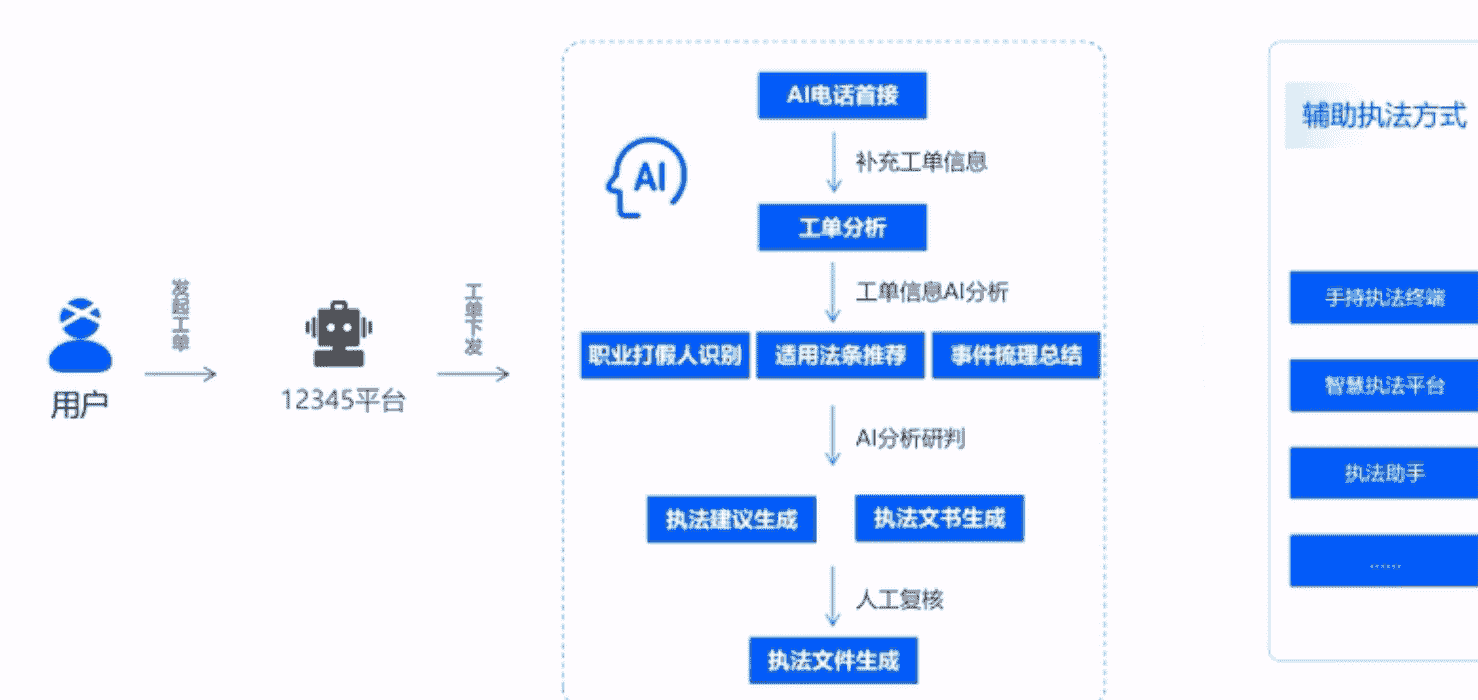 用户
发起工单
12345平台
工单下发
AI
AI电话首接
补充工单信息
工单分析
工单信息AI分析
职业打假人识别
适用法条推荐
事件梳理总结
AI分析研判
执法建议生成
执法文书生成
人工复核
执法文件生成
辅助执法方式
手持执法终端
智慧执法平台
执法助手
......